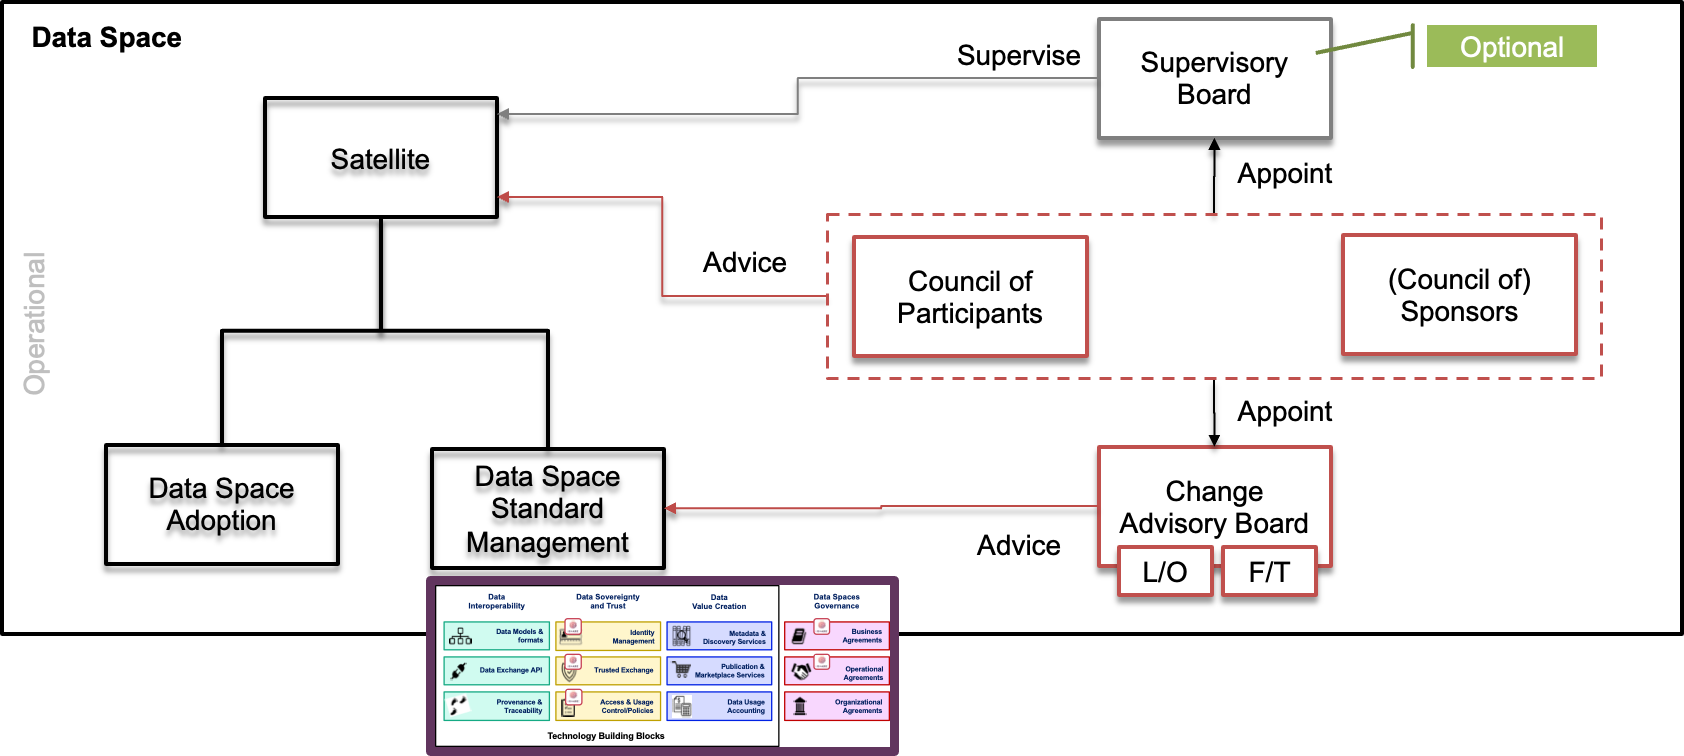 Data Space
Supervise
Supervisory
Board
Optional
Satellite
Appoint
Operational
Advice
Council of
Participants
(Council of)
Sponsors
Appoint
Data Space
Adoption
Data Space
Standard
Management
Change
Advisory Board
Advice
L/O
F/T
Data
Interoperability
Data Sovereignty
and Trust
Data
Value Creation
Data Spaces
Governance
Data Models &
formats
Identity
Management
Metadata &
Discovery Services
Business
Agreements
Data Exchange API
Trusted Exchange
Publication &
Marketplace Services
Operational
Agreements
Provenance &
Traceability
Access & Usage
Control/Policies
Data Usage
Accounting
Organizational
Agreements
Technology Building Blocks